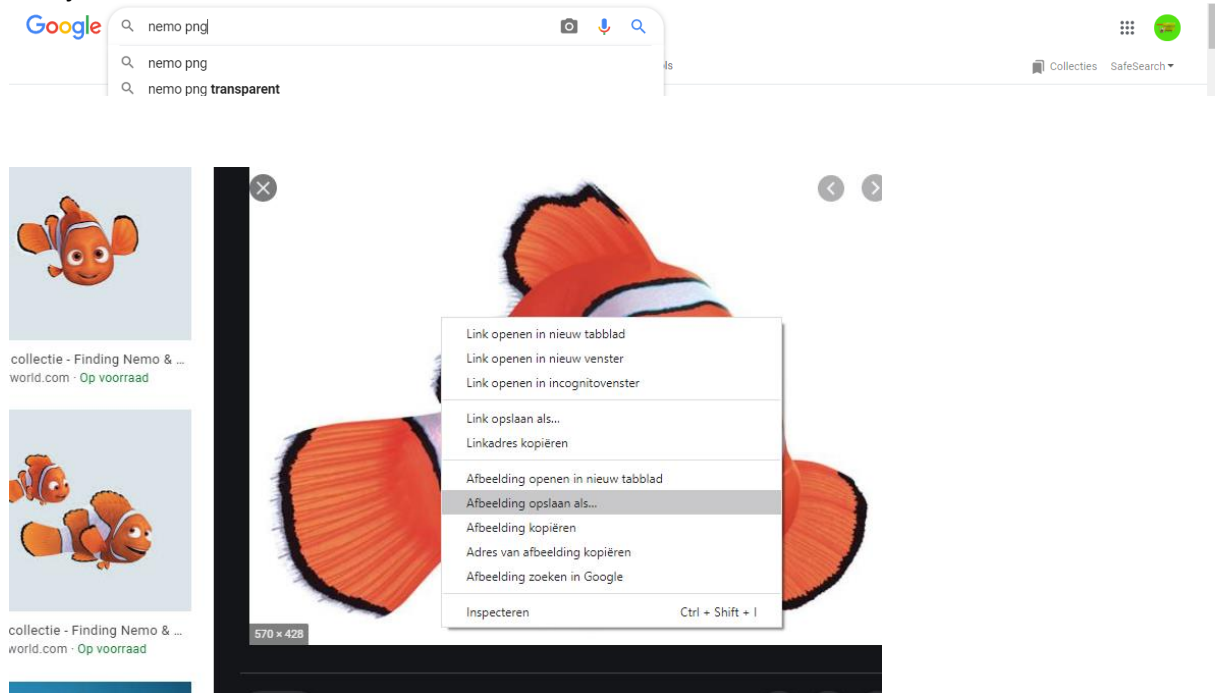 Google
nemo png
nemo png
nemo png transparent
Collecties SafeSearch
collectie - Finding Nemo & ...
world.com · Op voorraad
collectie - Finding Nemo & ...
world.com · Op voorraad
Link openen in nieuw tabblad
Link openen in nieuw venster
Link openen in incognitovenster
Link opslaan als...
Linkadres kopiëren
Afbeelding openen in nieuw tabblad
Afbeelding opslaan als...
Afbeelding kopiëren
Adres van afbeelding kopiëren
Afbeelding zoeken in Google
Inspecteren Ctrl + Shift + I
570 × 428